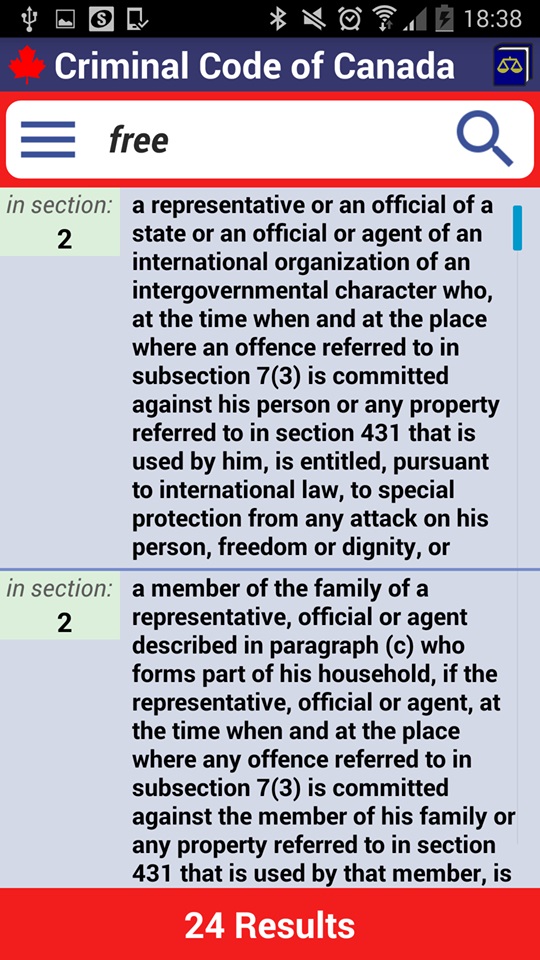 18:38
Criminal Code of Canada
free
in section:
2
a representative or an official of a
state or an official or agent of an
international organization of an
intergovernmental character who,
at the time when and at the place
where an offence referred to in
subsection 7(3) is committed
against his person or any property
referred to in section 431 that is
used by him, is entitled, pursuant
to international law, to special
protection from any attack on his
person, freedom or dignity, or
in section:
2
a member of the family of a
representative, official or agent
described in paragraph (c) who
forms part of his household, if the
representative, official or agent, at
the time when and at the place
where any offence referred to in
subsection 7(3) is committed
against the member of his family or
any property referred to in section
431 that is used by that member, is
24 Results